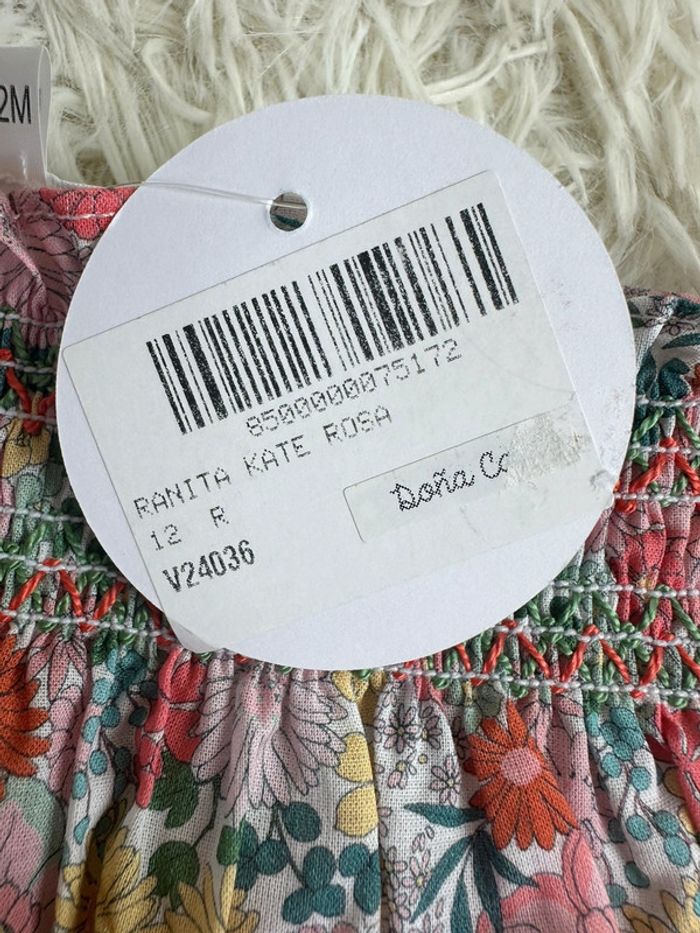 2M
8500000075172
RANITA KATE ROSA
12 R
V24036
Doña